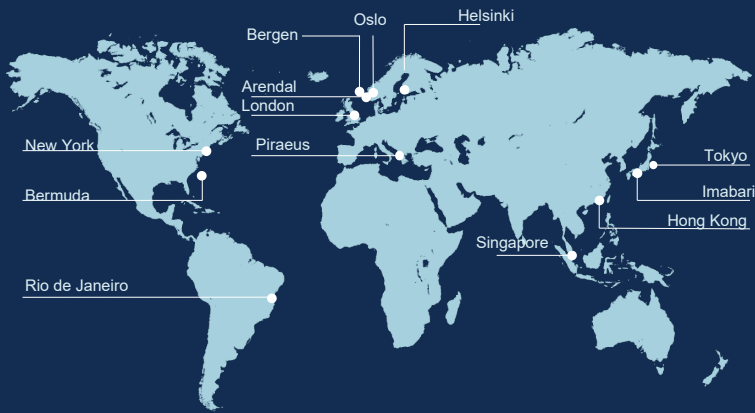 Oslo
Helsinki
Bergen
Arendal
London
New York
Piraeus
Tokyo
Bermuda
Imabari
Hong Kong
Singapore
Rio de Janeiro